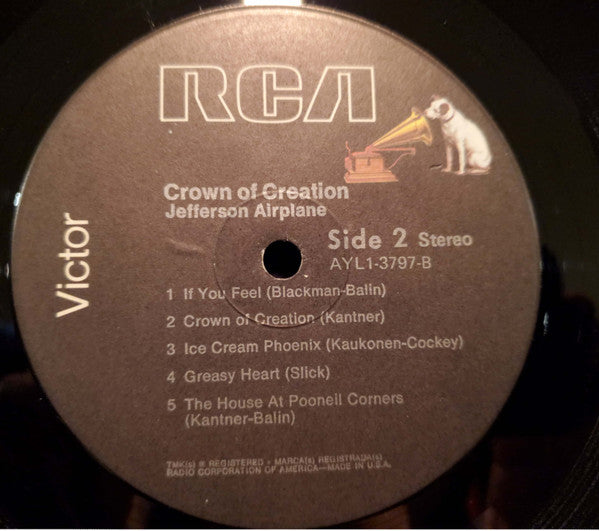 RCA
Victor
Crown of Creation
Jefferson Airplane
Side 2 Stereo
AYL1-3797-B
1 If You Feel (Blackman-Balin)
2 Crown of Creation (Kantner)
3 Ice Cream Phoenix (Kaukonen-Cockey)
4 Greasy Heart (Slick)
5 The House At Pooneil Corners
(Kantner-Balin)
TMK(s) ® REGISTERED • MARCA(s) REGISTRADA(s)
RADIO CORPORATION OF AMERICA—MADE IN U.S.A.